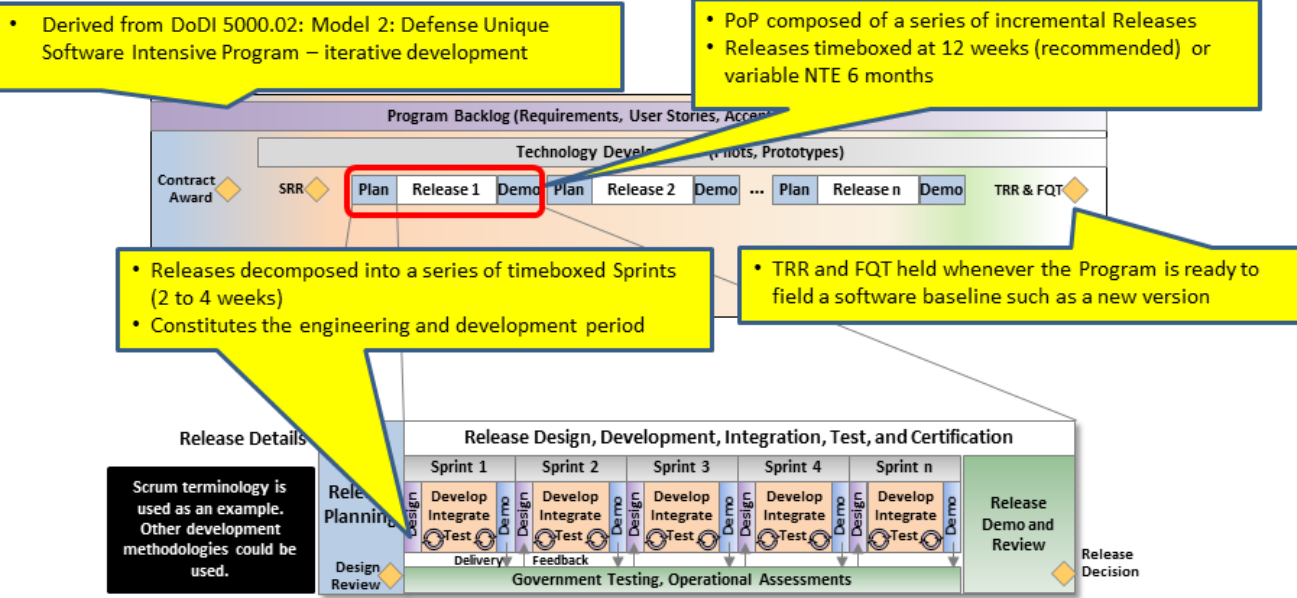 • Derived from DoDI 5000.02: Model 2: Defense Unique
Software Intensive Program – iterative development
• PoP composed of a series of incremental Releases
• Releases timeboxed at 12 weeks (recommended) or
variable NTE 6 months
Program Backlog (Requirements, User Stories,
Technology (Pilots, Prototypes)
Contract
Award
SRR
Plan Release 1 Demo Plan Release 2 Demo ... Plan Release n Demo
TRR & FQT
• Releases decomposed into a series of timeboxed Sprints
(2 to 4 weeks)
• Constitutes the engineering and development period
• TRR and FQT held whenever the Program is ready to
field a software baseline such as a new version
Release Details
Release Design, Development, Integration, Test, and Certification
Sprint 1 Sprint 2 Sprint 3 Sprint 4 Sprint n
Scrum terminology is
used as an example.
Other development
methodologies could be
used.
Planning
Design
Review
Design
Develop
Integrate
Test
Demo
Design
Develop
Integrate
Test
Demo
Design
Develop
Integrate
Test
Demo
Design
Develop
Integrate
Test
Demo
Design
Develop
Integrate
Test
Demo
Delivery Feedback
Government Testing, Operational Assessments
Release
Demo and
Review
Release
Decision